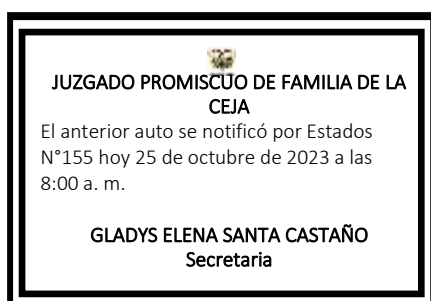 JUZGADO PROMISCUO DE FAMILIA DE LA
CEJA
El anterior auto se notificó por Estados
N°155 hoy 25 de octubre de 2023 a las
8:00 a. m.
GLADYS ELENA SANTA CASTAÑO
Secretaria